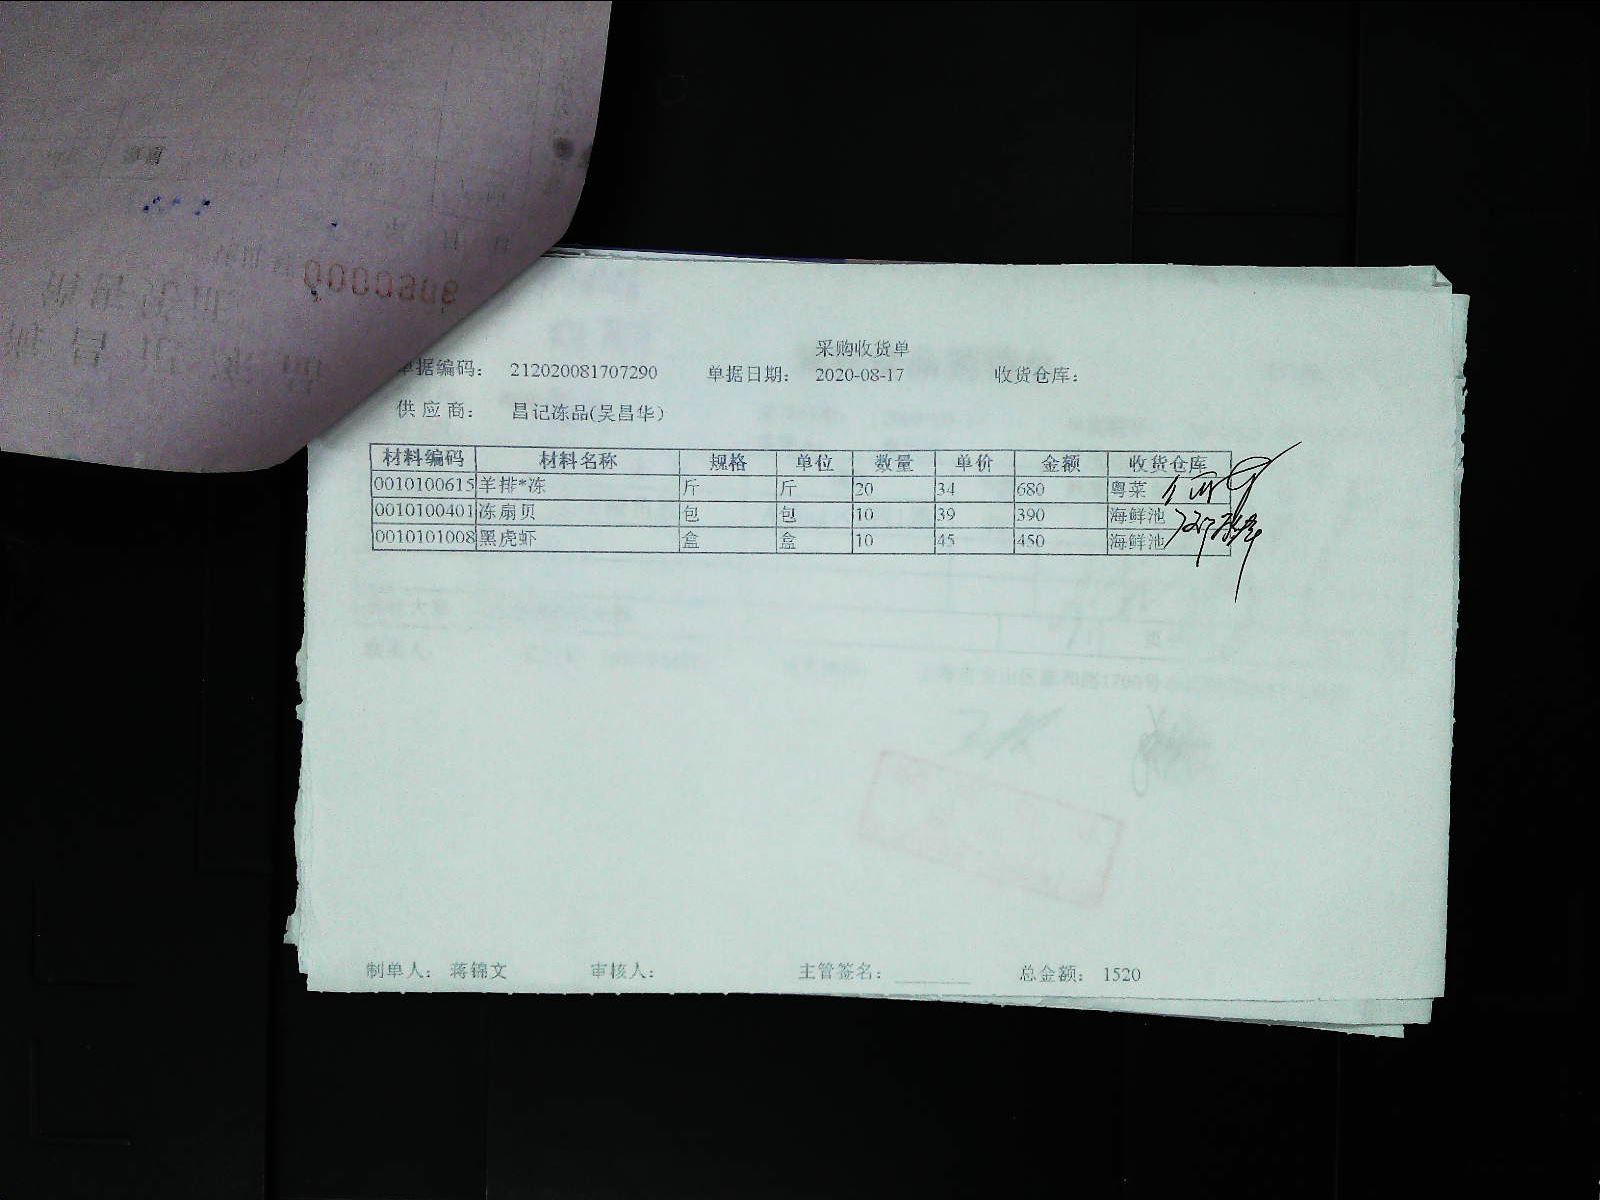 采购收货单
单据编码： 212020081707290 单据日期： 2020-08-17 收货仓库：
供应商： 昌记冻品(吴昌华)
材料编码 材料名称 规格 单位 数量 单价 金额 收货仓库
0010100615 羊排*冻 斤 斤 20 34 680 粤菜
0010100401 冻扇贝 包 包 10 39 390 海鲜池
0010101008 黑虎虾 盒 盒 10 45 450 海鲜池
制单人： 蒋锦文 审核人： 主管签名： 总金额： 1520